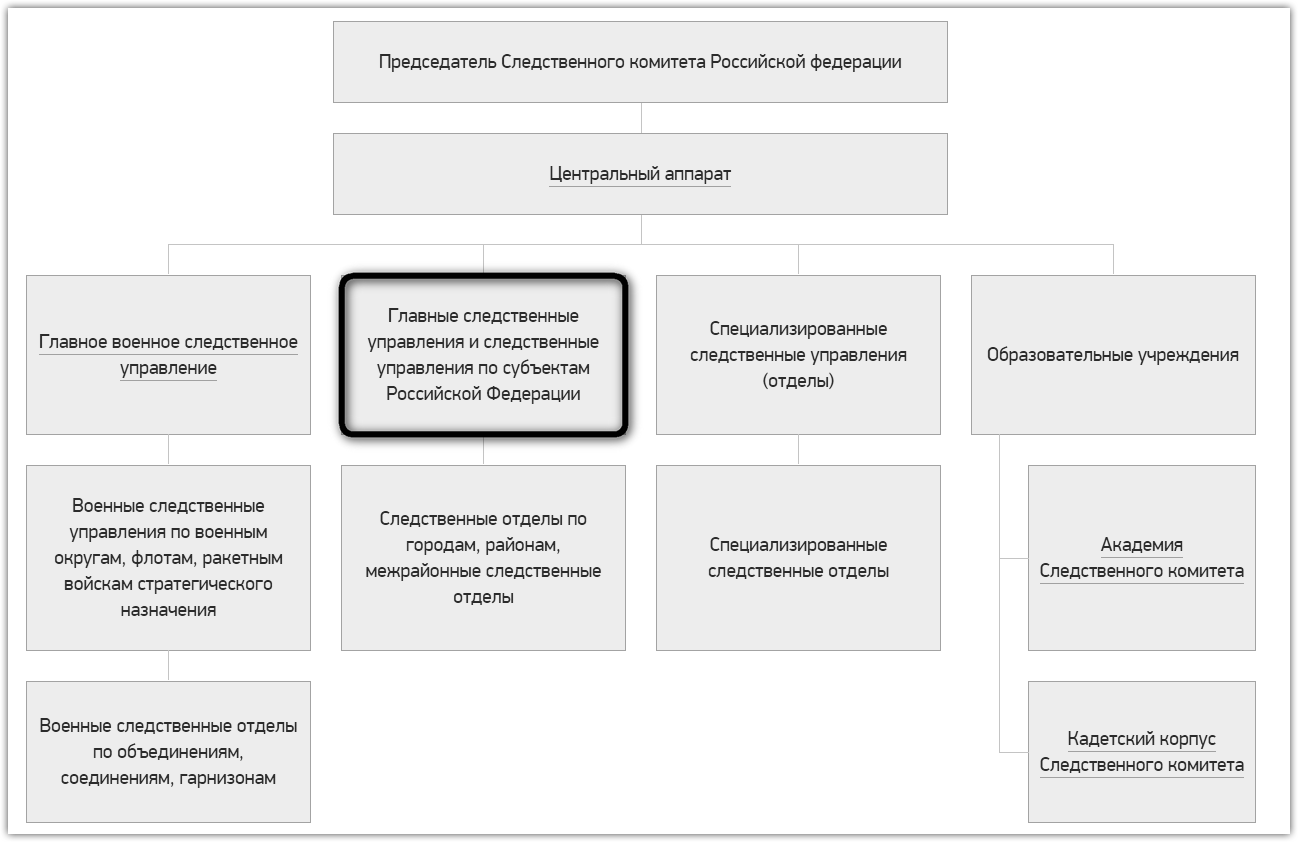 Председатель Следственного комитета Российской федерации
Центральный аппарат
Главное военное следственное
управление
Главные следственные
управления и следственные
управления по субъектам
Российской Федерации
Специализированные
следственные управления
(отделы)
Образовательные учреждения
Военные следственные
управления по военным
округам, флотам, ракетным
войскам стратегического
назначения
Следственные отделы по
городам, районам,
межрайонные следственные
отделы
Специализированные
следственные отделы
Академия
Следственного комитета
Военные следственные отделы
по объединениям,
соединениям, гарнизонам
Кадетский корпус
Следственного комитета